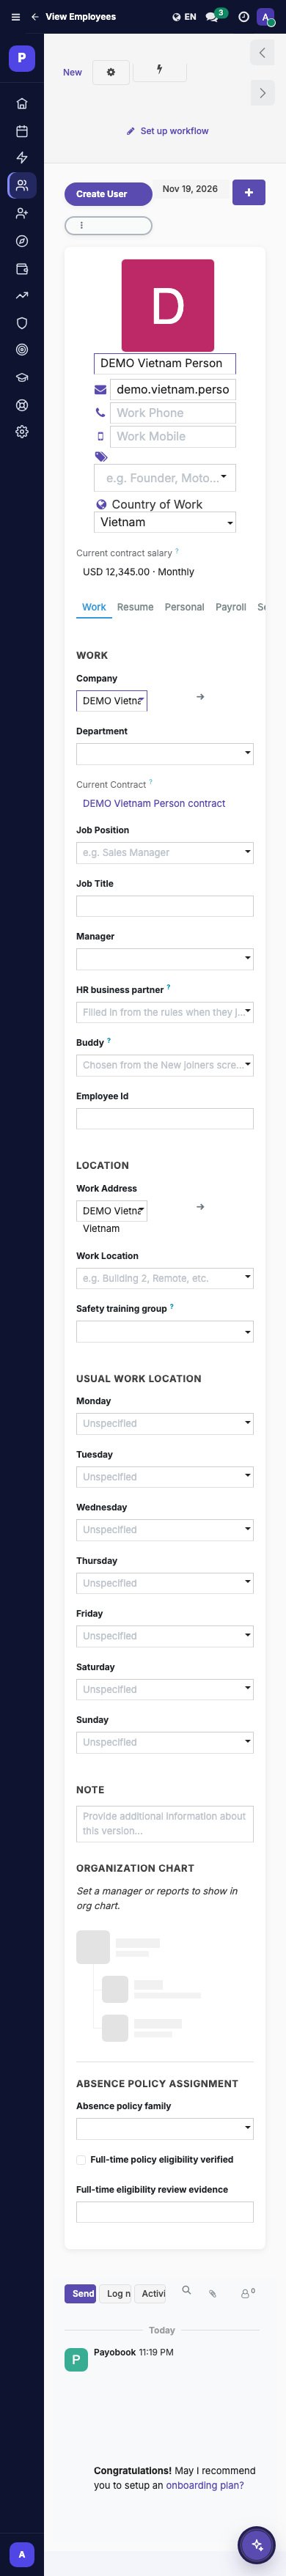 View Employees
EN
3
A
P
New
Set up workflow
Create User
Nov 19, 2026
D
DEMO Vietnam Person
demo.vietnam.perso
Work Phone
Work Mobile
e.g. Founder, Moto...
Country of Work
Vietnam
Current contract salary ?
USD 12,345.00 · Monthly
Work
Resume
Personal
Payroll
WORK
Company
DEMO Vietna
Department
Current Contract ?
DEMO Vietnam Person contract
Job Position
e.g. Sales Manager
Job Title
Manager
HR business partner ?
Filled in from the rules when they j...
Buddy ?
Chosen from the New joiners scre...
Employee Id
LOCATION
Work Address
DEMO Vietna
Vietnam
Work Location
e.g. Building 2, Remote, etc.
Safety training group ?
USUAL WORK LOCATION
Monday
Unspecified
Tuesday
Unspecified
Wednesday
Unspecified
Thursday
Unspecified
Friday
Unspecified
Saturday
Unspecified
Sunday
Unspecified
NOTE
Provide additional information about
this version...
ORGANIZATION CHART
Set a manager or reports to show in
org chart.
ABSENCE POLICY ASSIGNMENT
Absence policy family
Full-time policy eligibility verified
Full-time eligibility review evidence
Send
Log n
Activi
0
Today
P
Payobook 11:19 PM
Congratulations! May I recommend
you to setup an onboarding plan?
A